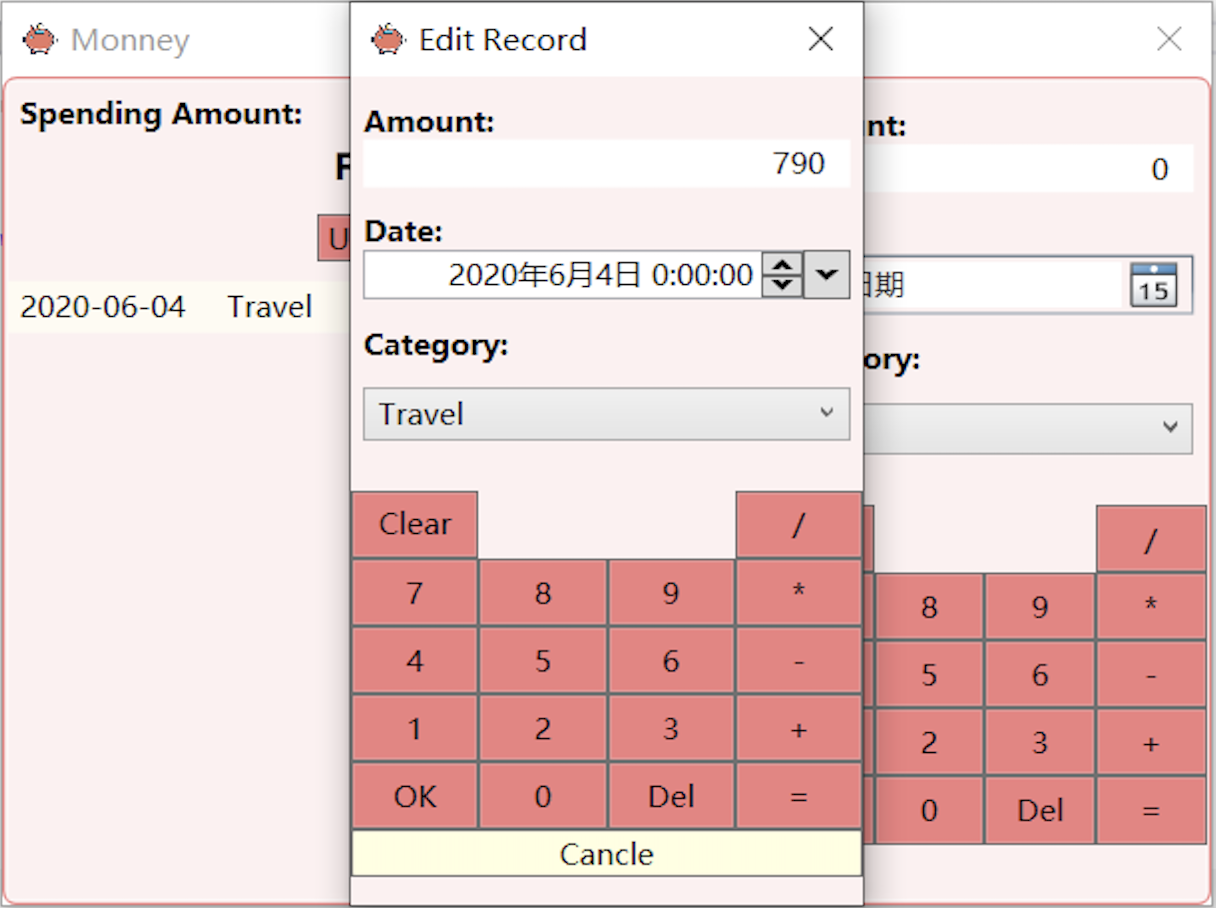 Monney
Spending Amount:
F
U
2020-06-04 Travel
Edit Record
Amount:
790
Date:
2020年6月4日 0:00:00
Category:
Travel
Clear /
7 8 9 *
4 5 6 -
1 2 3 +
OK 0 Del =
Cancle
nt:
0
日期
15
ory:
/
8 9 *
5 6 -
2 3 +
0 Del =